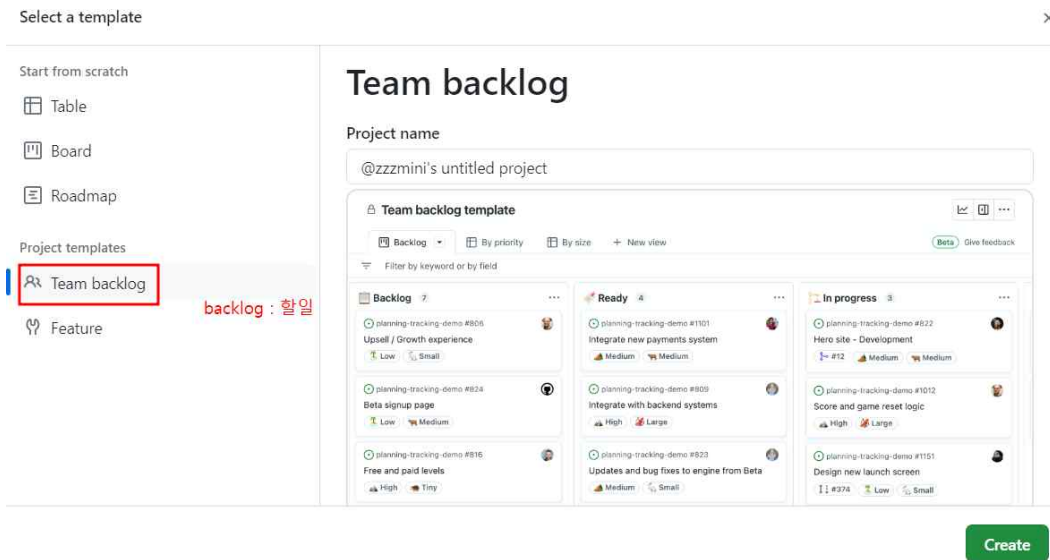 Select a template
Start from scratch
Table
Board
Roadmap
Project templates
Team backlog
backlog : 할일
Feature
Team backlog
Project name
@zzzmini's untitled project
Team backlog template
Backlog
By priority
By size
+ New view
Beta Give feedback
Filter by keyword or by field
Backlog 7
planning-tracking-demo #806
Upsell / Growth experience
Low Small
planning-tracking-demo #824
Beta signup page
Low Medium
planning-tracking-demo #816
Free and paid levels
High Tiny
Ready 4
planning-tracking-demo #1101
Integrate new payments system
Medium Medium
planning-tracking-demo #809
Integrate with backend systems
High Large
planning-tracking-demo #823
Updates and bug fixes to engine from Beta
Medium Small
In progress 3
planning-tracking-demo #822
Hero site - Development
#12 Medium Medium
planning-tracking-demo #1012
Score and game reset logic
High Large
planning-tracking-demo #1151
Design new launch screen
#374 Low Small
Create